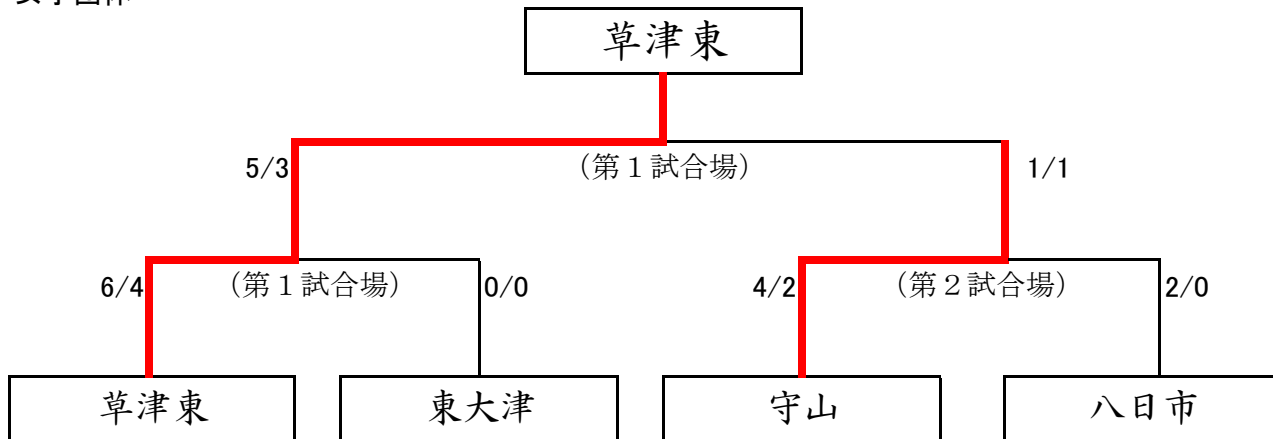 草津東
5/3
(第1試合場)
1/1
6/4
(第1試合場)
0/0
4/2
(第2試合場)
2/0
草津東
東大津
守山
八日市